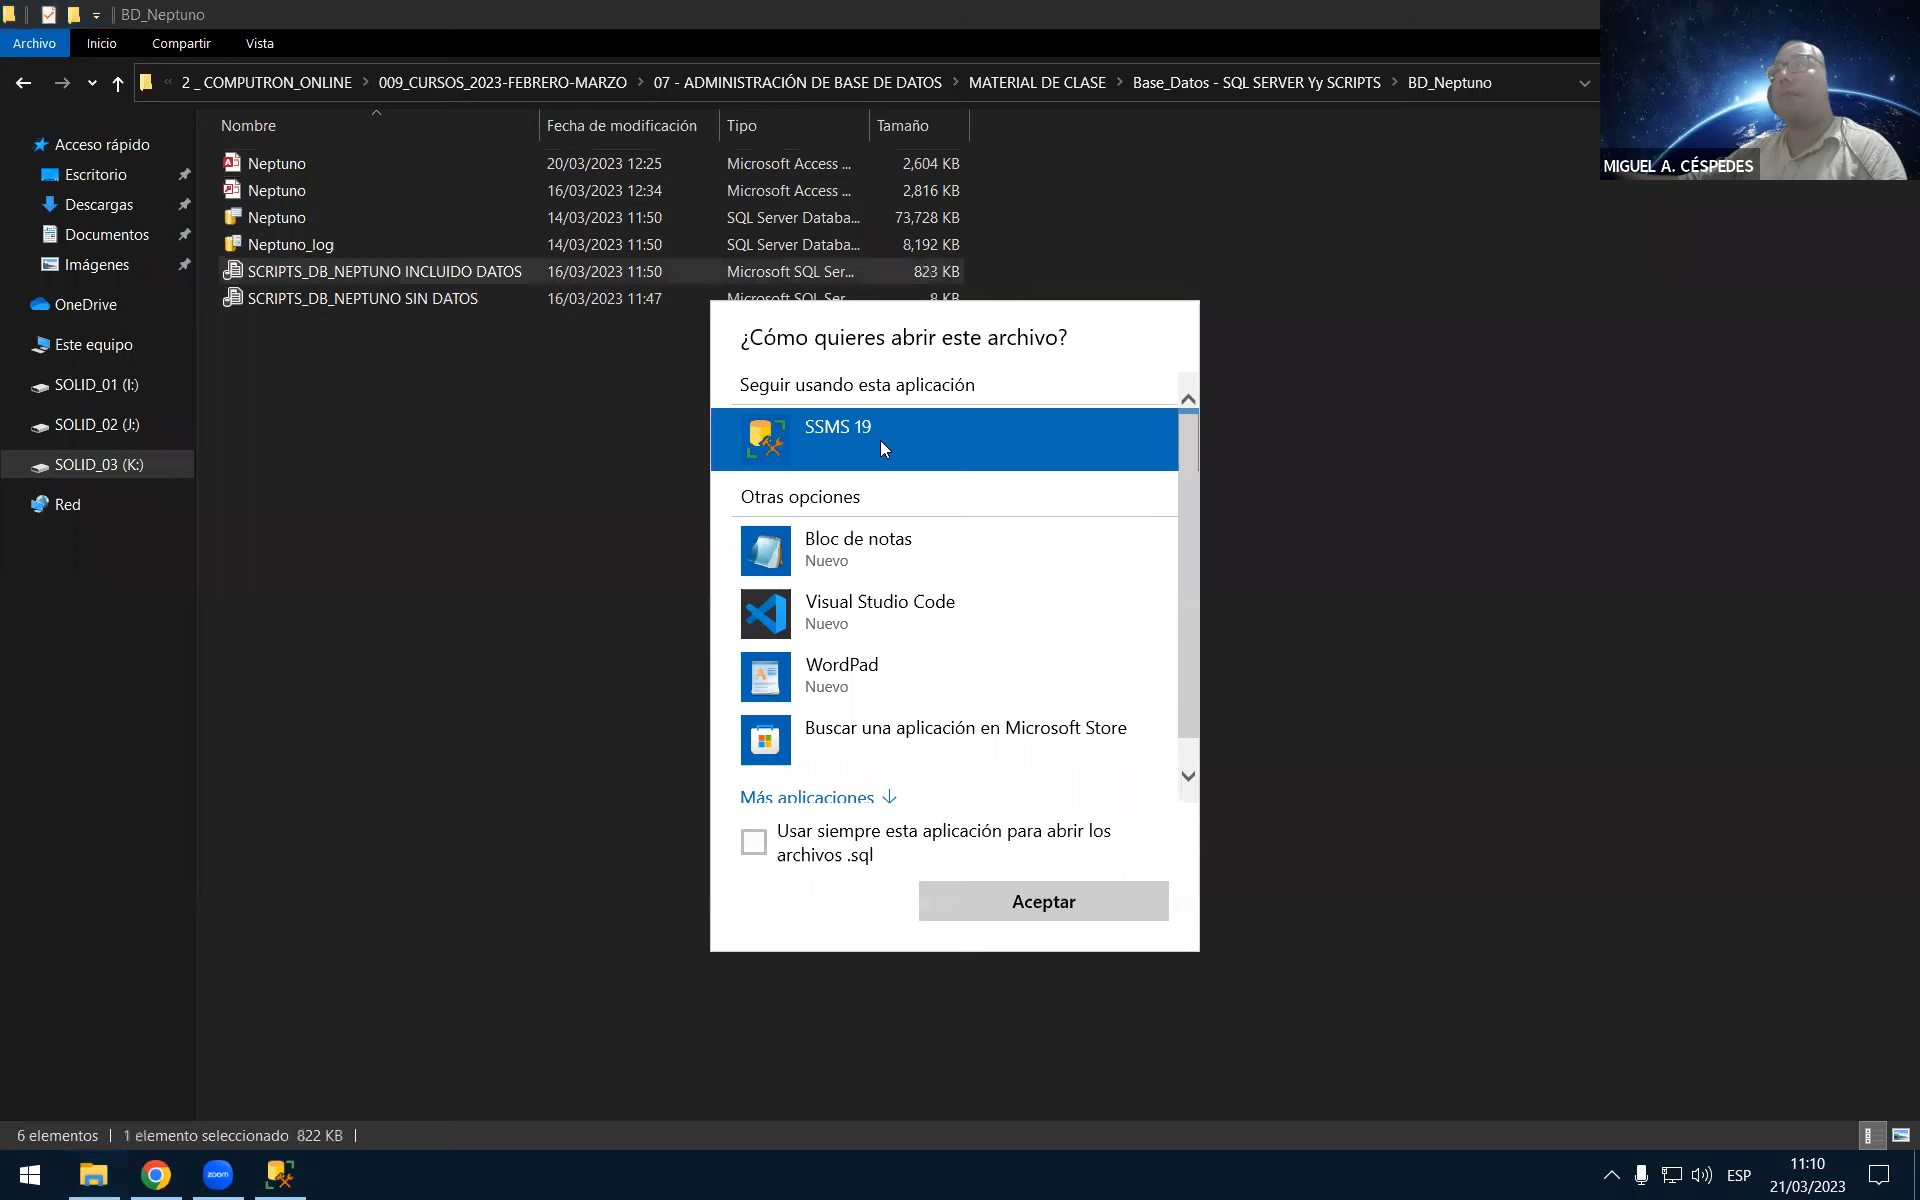 BD_Neptuno
Archivo
Inicio
Compartir
Vista
« 2 _ COMPUTRON_ONLINE > 009_CURSOS_2023-FEBRERO-MARZO > 07 - ADMINISTRACIÓN DE BASE DE DATOS > MATERIAL DE CLASE > Base_Datos - SQL SERVER Yy SCRIPTS > BD_Neptuno
MIGUEL A. CÉSPEDES
Nombre Fecha de modificación Tipo Tamaño
Neptuno 20/03/2023 12:25 Microsoft Access ... 2,604 KB
Neptuno 16/03/2023 12:34 Microsoft Access ... 2,816 KB
Neptuno 14/03/2023 11:50 SQL Server Databa... 73,728 KB
Neptuno_log 14/03/2023 11:50 SQL Server Databa... 8,192 KB
SCRIPTS_DB_NEPTUNO INCLUIDO DATOS 16/03/2023 11:50 Microsoft SQL Ser... 823 KB
SCRIPTS_DB_NEPTUNO SIN DATOS 16/03/2023 11:47 Microsoft SQL Ser... 8 KB
Acceso rápido
Escritorio
Descargas
Documentos
Imágenes
OneDrive
Este equipo
SOLID_01 (I:)
SOLID_02 (J:)
SOLID_03 (K:)
Red
¿Cómo quieres abrir este archivo?
Seguir usando esta aplicación
SSMS 19
Otras opciones
Bloc de notas
Nuevo
Visual Studio Code
Nuevo
WordPad
Nuevo
Buscar una aplicación en Microsoft Store
Más aplicaciones
Usar siempre esta aplicación para abrir los
archivos .sql
Aceptar
6 elementos | 1 elemento seleccionado 822 KB |
zoom
ESP
11:10
21/03/2023